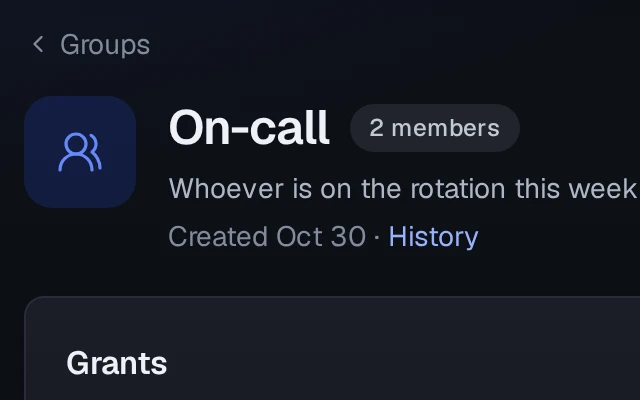 Groups
On-call
2 members
Whoever is on the rotation this week
Created Oct 30 · History
Grants